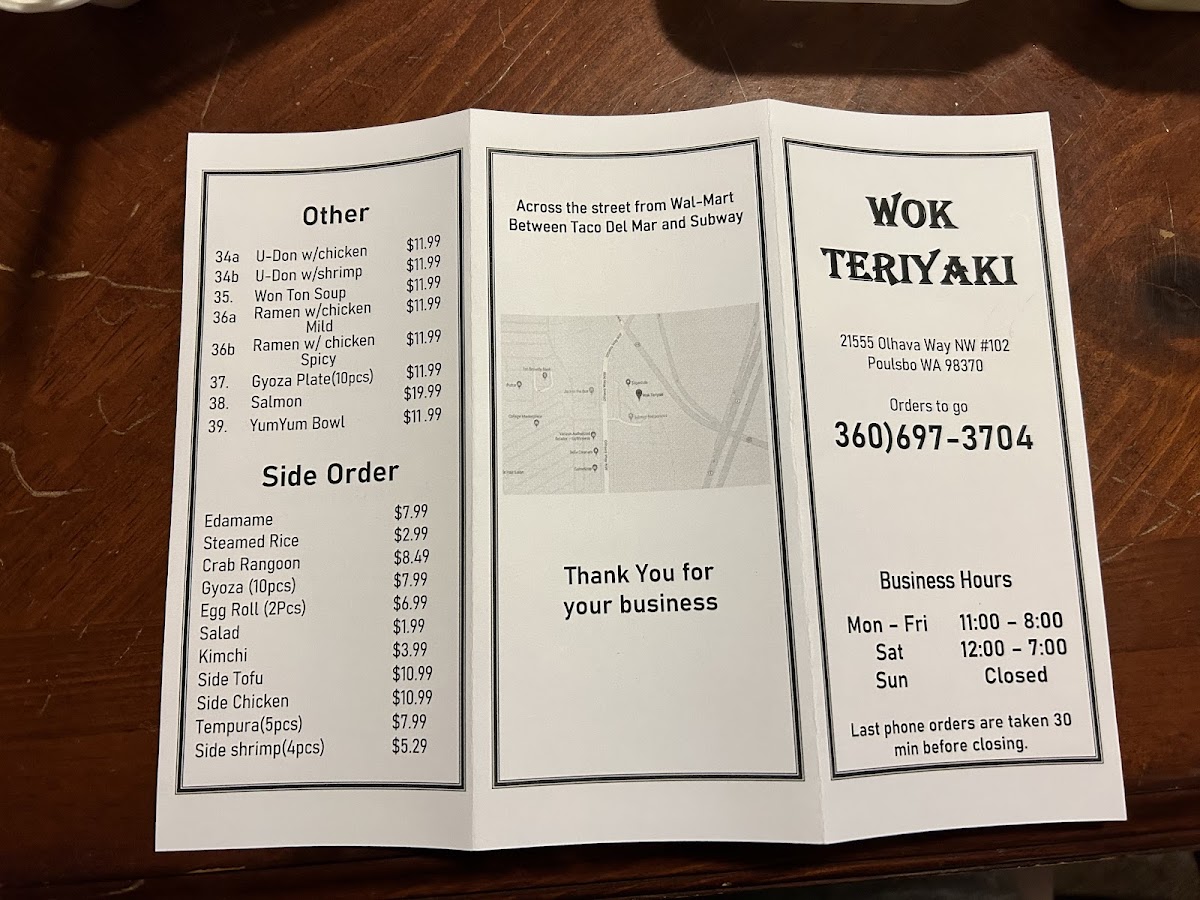 Other
34a U-Don w/chicken $11.99
34b U-Don w/shrimp $11.99
35. Won Ton Soup $11.99
36a Ramen w/chicken $11.99
Mild
36b Ramen w/ chicken $11.99
Spicy
37. Gyoza Plate(10pcs) $11.99
38. Salmon $19.99
39. YumYum Bowl $11.99
Side Order
Edamame $7.99
Steamed Rice $2.99
Crab Rangoon $8.49
Gyoza (10pcs) $7.99
Egg Roll (2Pcs) $6.99
Salad $1.99
Kimchi $3.99
Side Tofu $10.99
Side Chicken $10.99
Tempura(5pcs) $7.99
Side shrimp(4pcs) $5.29
Across the street from Wal-Mart
Between Taco Del Mar and Subway
Wok Teriyaki
Thank You for
your business
WOK
TERIYAKI
21555 Olhava Way NW #102
Poulsbo WA 98370
Orders to go
360)697-3704
Business Hours
Mon - Fri 11:00 - 8:00
Sat 12:00 - 7:00
Sun Closed
Last phone orders are taken 30
min before closing.